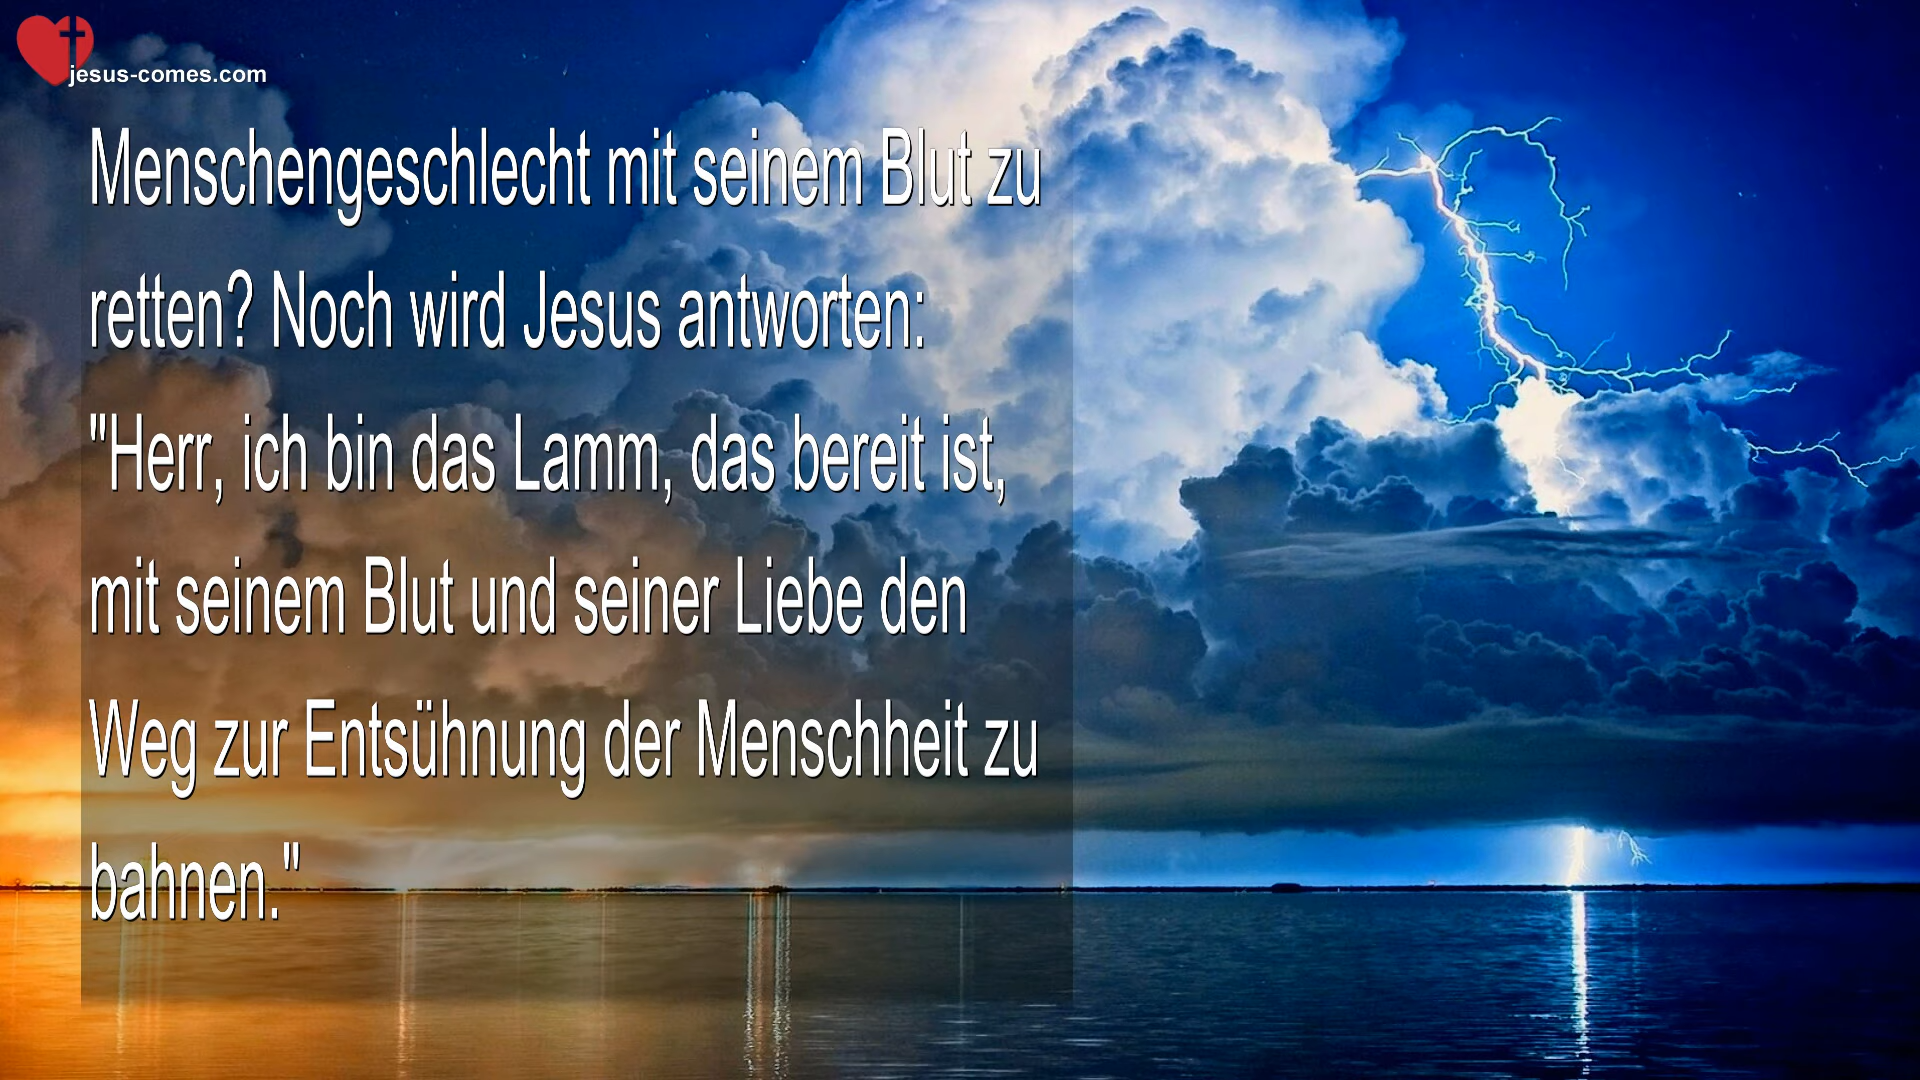 jesus-comes.com
Menschengeschlecht mit seinem Blut zu
retten? Noch wird Jesus antworten:
"Herr, ich bin das Lamm, das bereit ist,
mit seinem Blut und seiner Liebe den
Weg zur Entsühnung der Menschheit zu
bahnen."